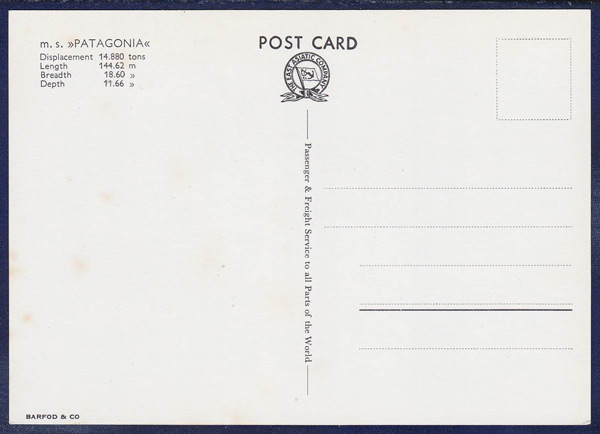 m. s. »PATAGONIA«
Displacement 14.880 tons
Length 144.62 m
Breadth 18.60 »
Depth 11.66 »
POST CARD
THE EAST ASIATIC COMPANY
Passenger & Freight Service to all Parts of the World
BARFOD & CO